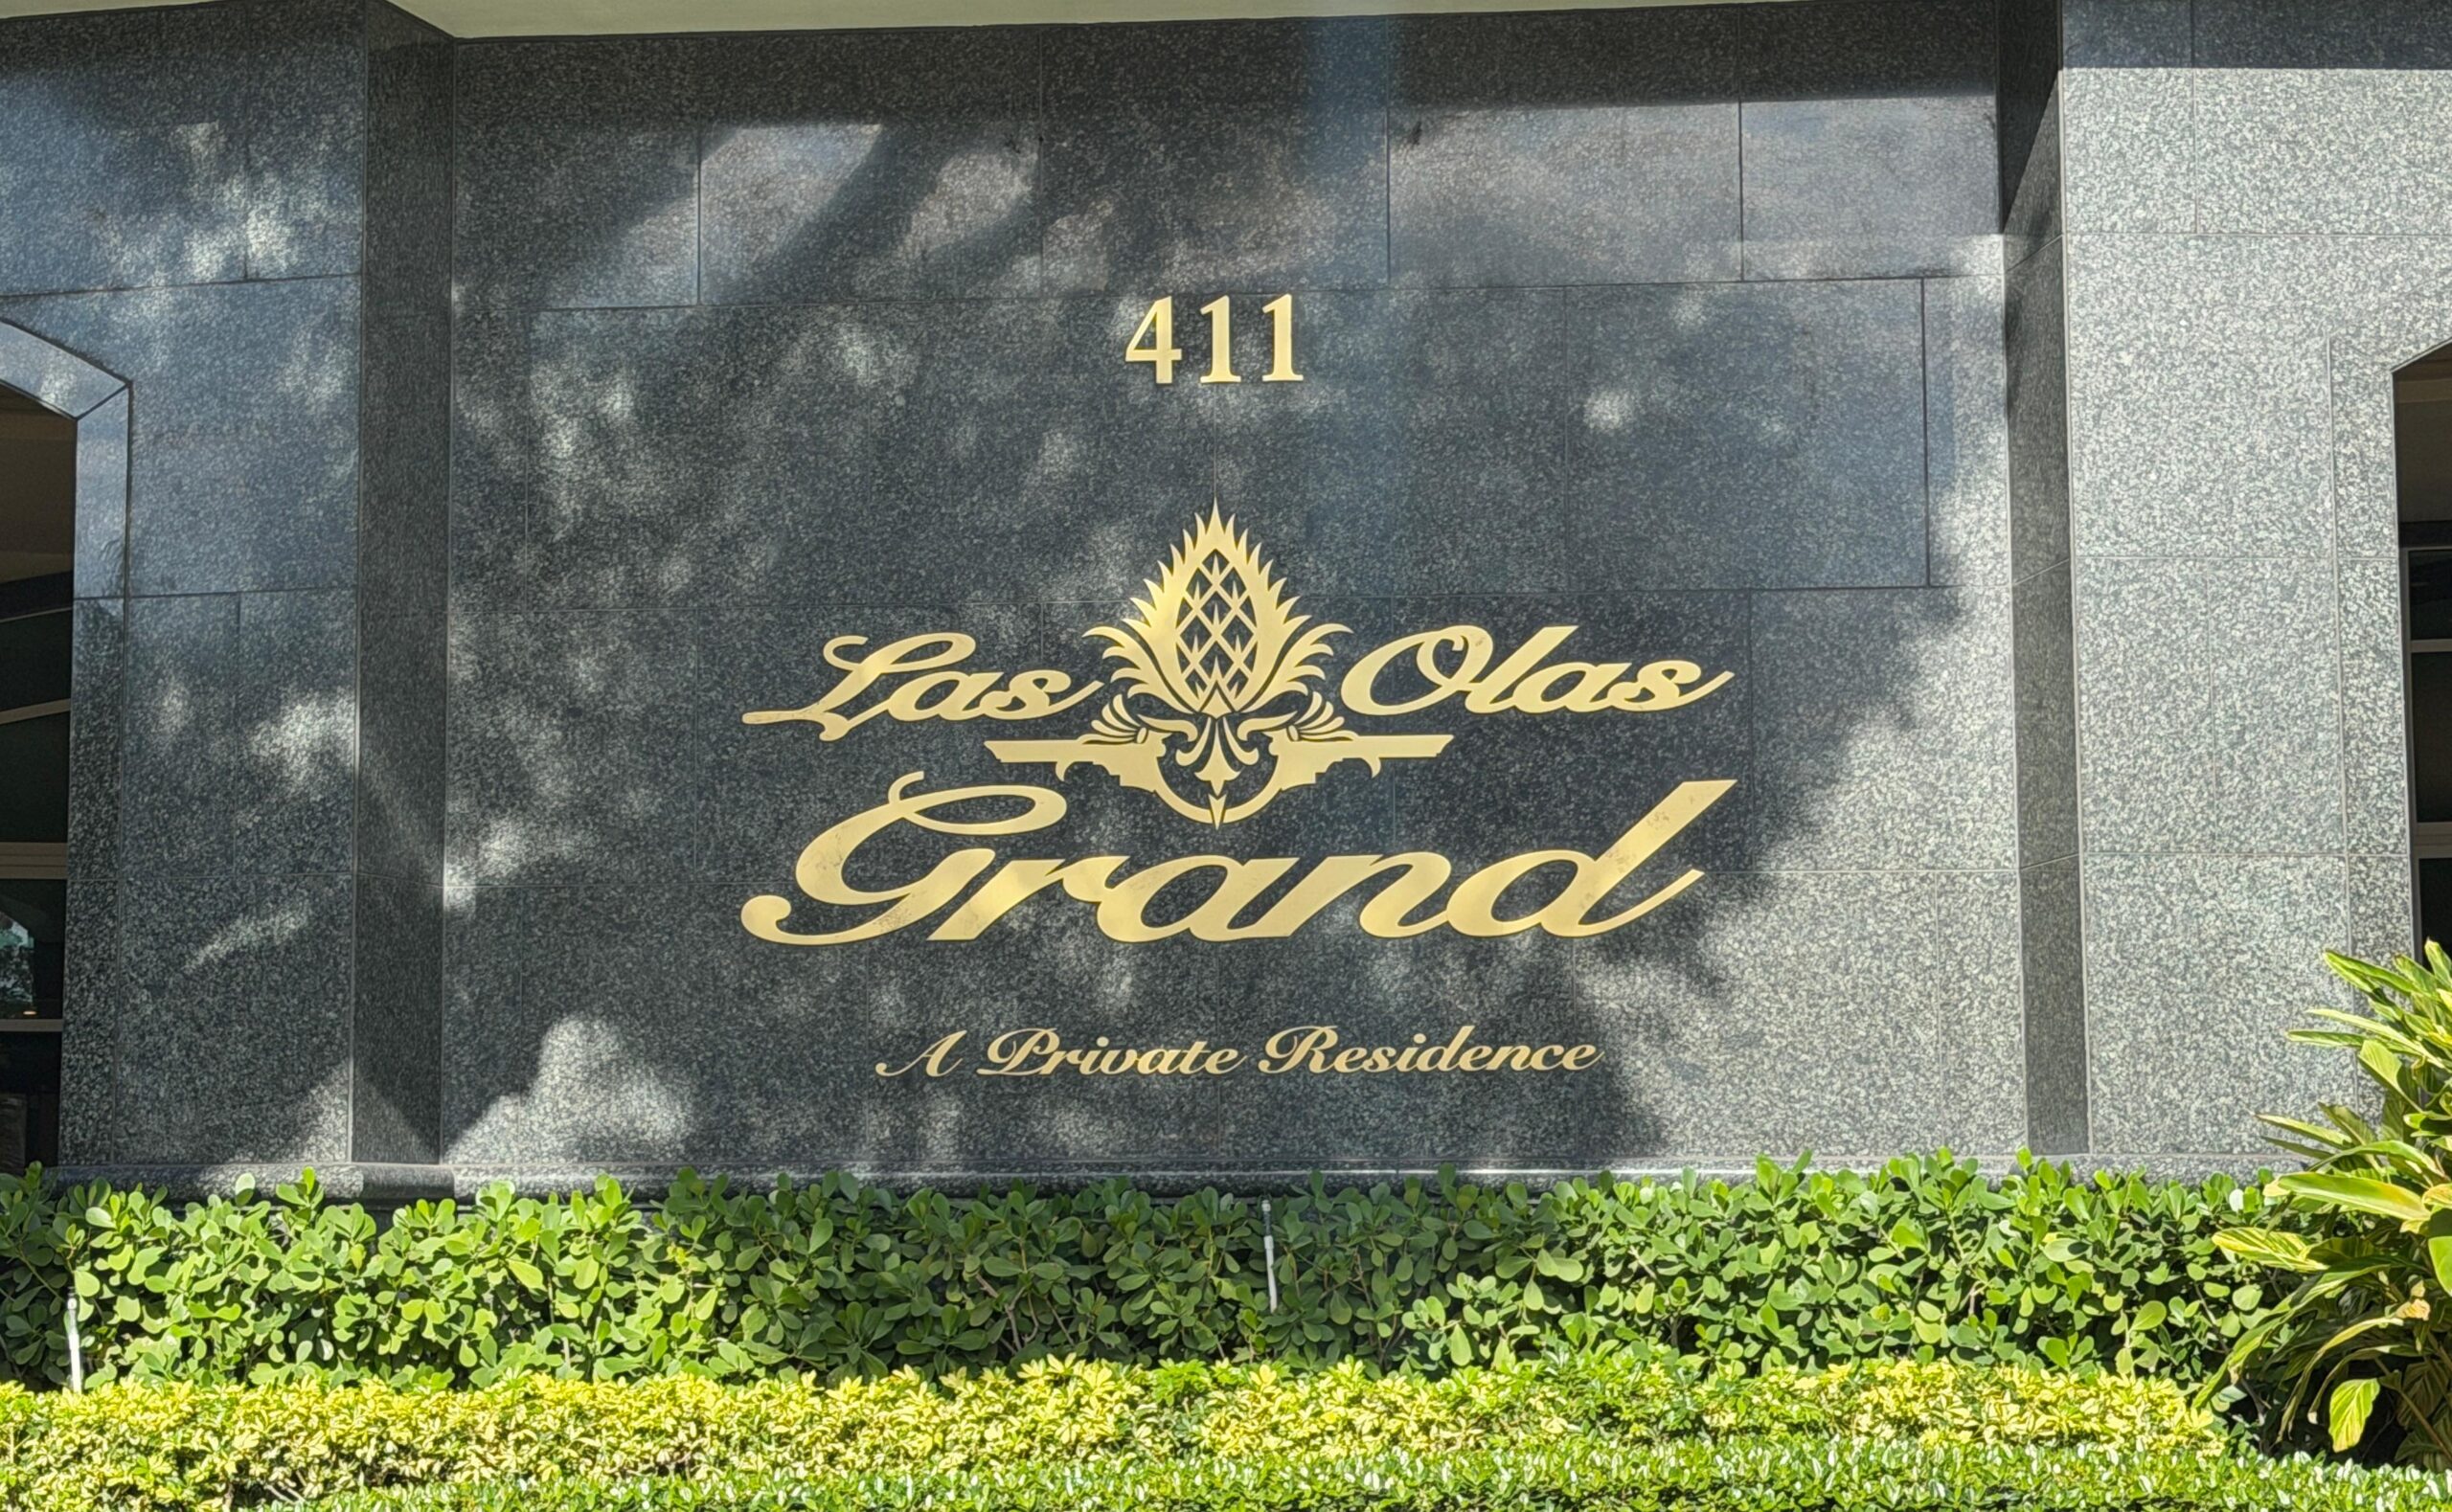 411
Las Olas
Grand
A Private Residence